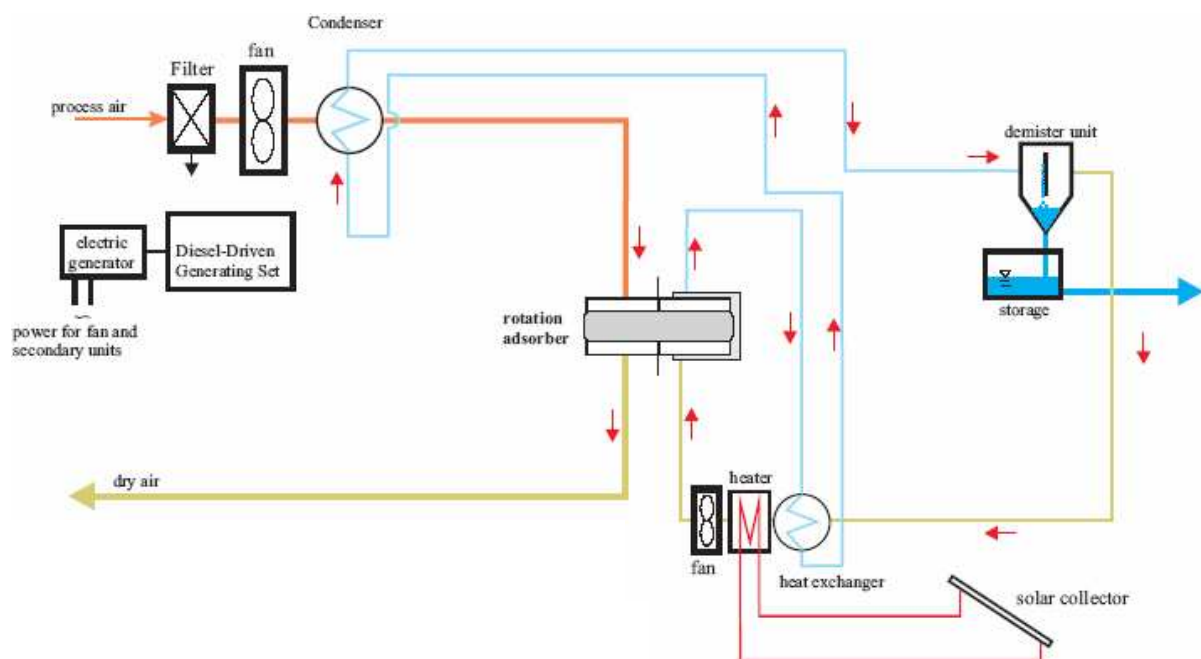 Condenser
fan
Filter
process air
demister unit
electric
generator
Diesel-Driven
Generating Set
storage
rotation
adsorber
power for fan and
secondary units
dry air
heater
fan
heat exchanger
solar collector